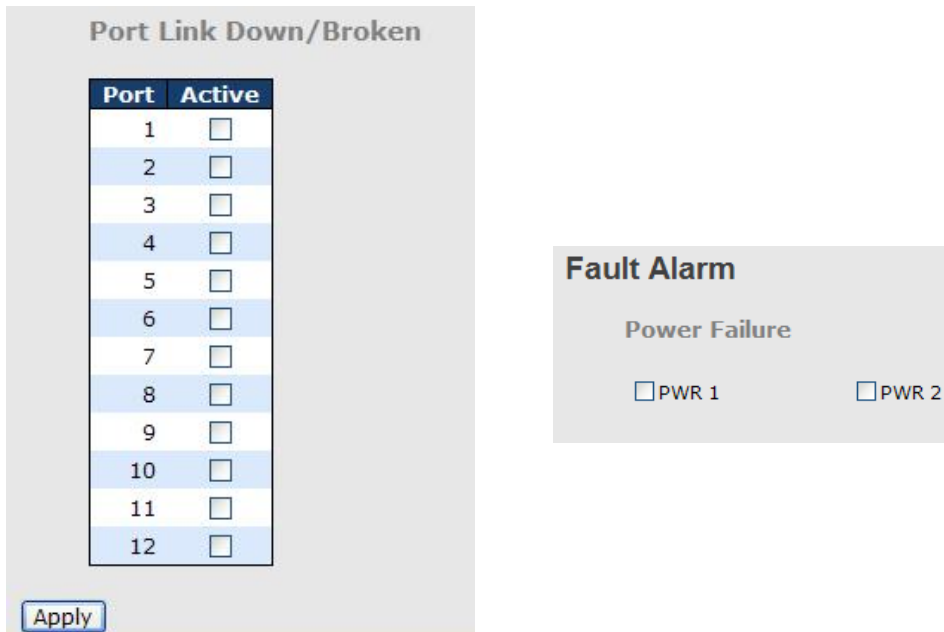 Port Link Down/Broken
Port Active
1
2
3
4
5
6
7
8
9
10
11
12
Apply
Fault Alarm
Power Failure
PWR 1 PWR 2